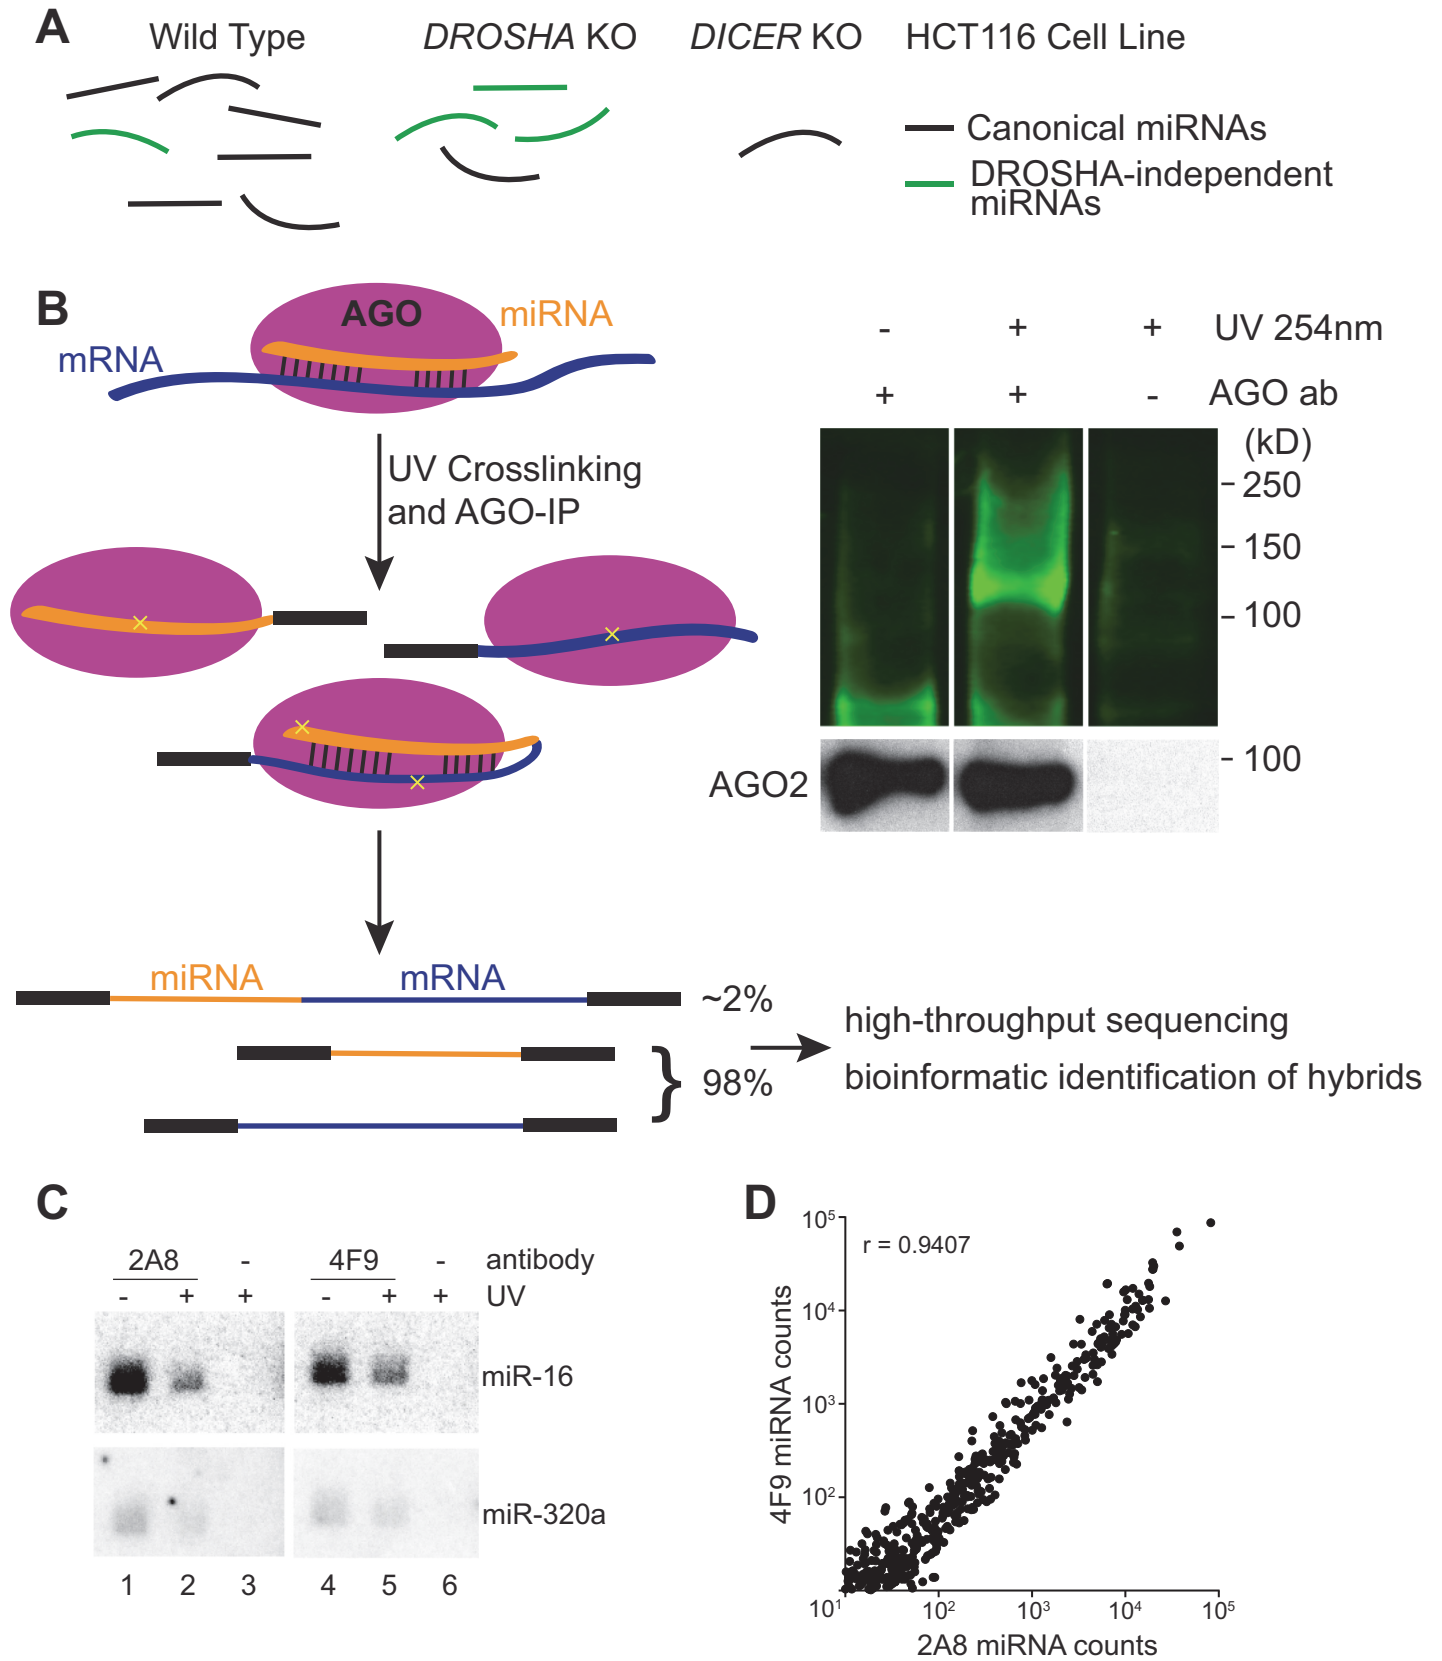 A
Wild Type
DROSHA KO
DICER KO
HCT116 Cell Line
Canonical miRNAs
DROSHA-independent
miRNAs
B
AGO
miRNA
mRNA
UV Crosslinking
and AGO-IP
- + + UV 254nm
+ + - AGO ab
(kD)
250
150
100
AGO2
100
miRNA mRNA
~2%
} 98%
high-throughput sequencing
bioinformatic identification of hybrids
C
2A8 - 4F9 - antibody
- + + - + + UV
miR-16
miR-320a
1 2 3 4 5 6
D
r = 0.9407
4F9 miRNA counts
10⁵
10⁴
10³
10²
10¹ 10² 10³ 10⁴ 10⁵
2A8 miRNA counts